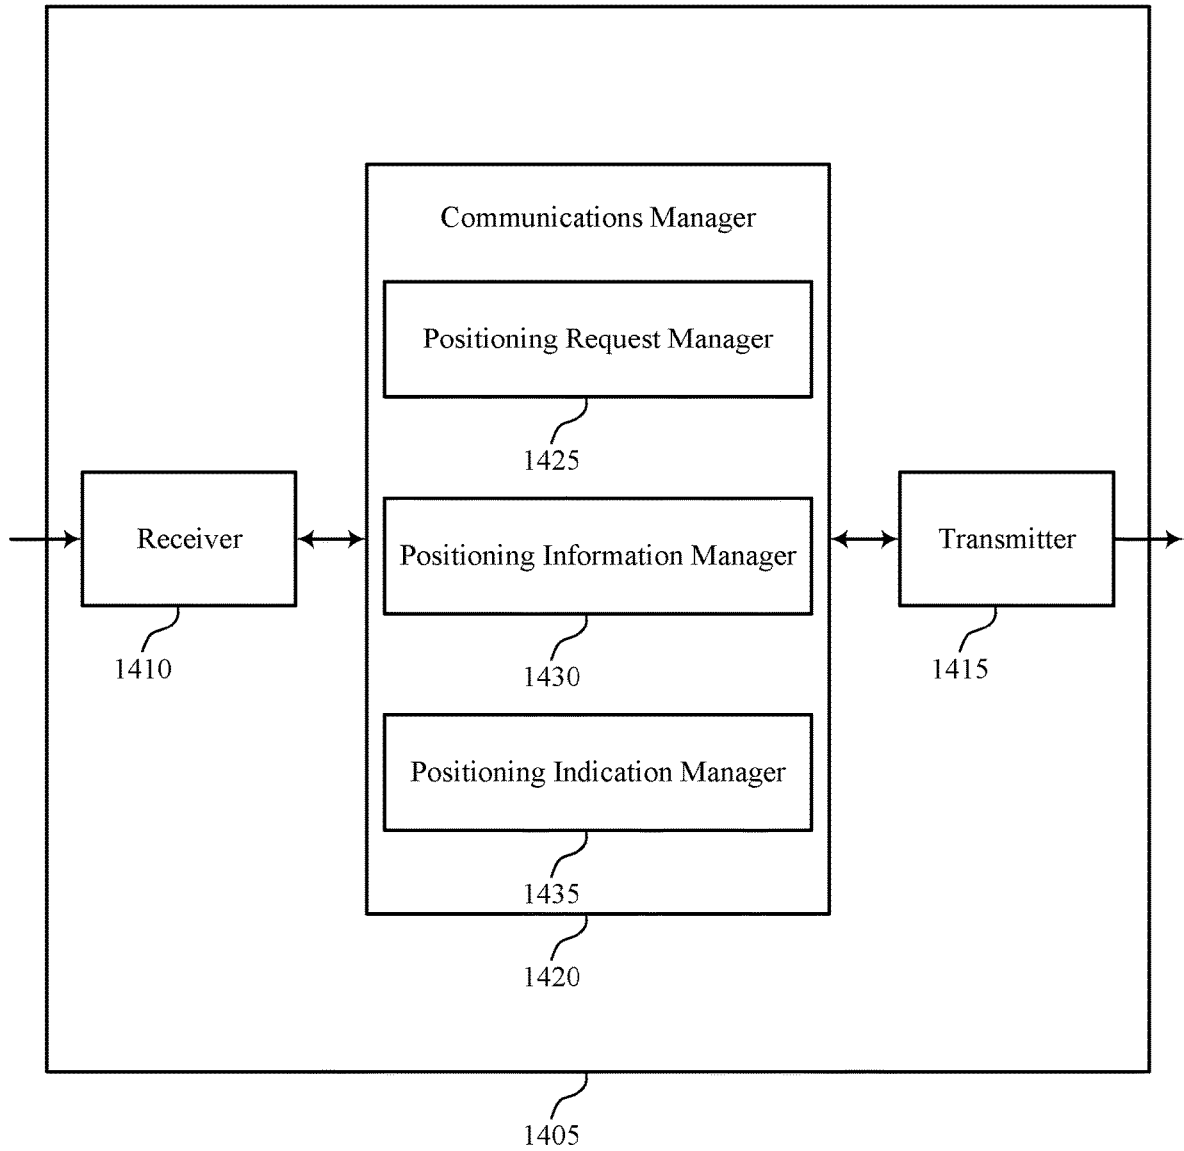 Communications Manager
Positioning Request Manager
1425
Receiver
1410
Positioning Information Manager
1430
Transmitter
1415
Positioning Indication Manager
1435
1420
1405